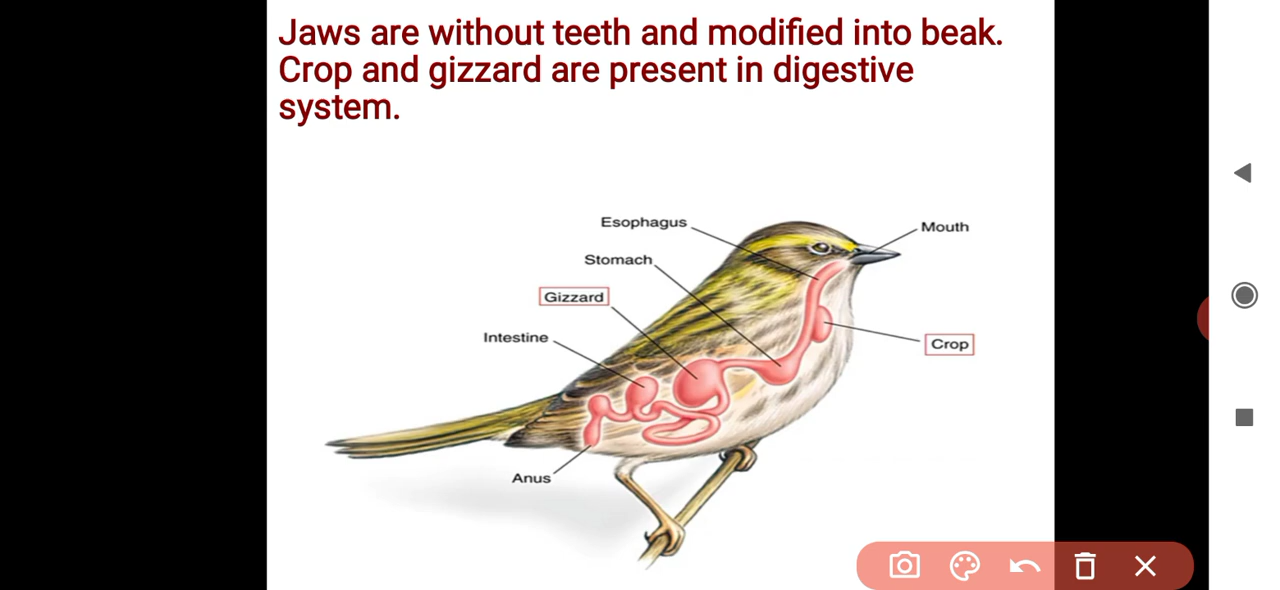 Jaws are without teeth and modified into beak.
Crop and gizzard are present in digestive
system.
Esophagus
Mouth
Stomach
Gizzard
Intestine
Crop
Anus